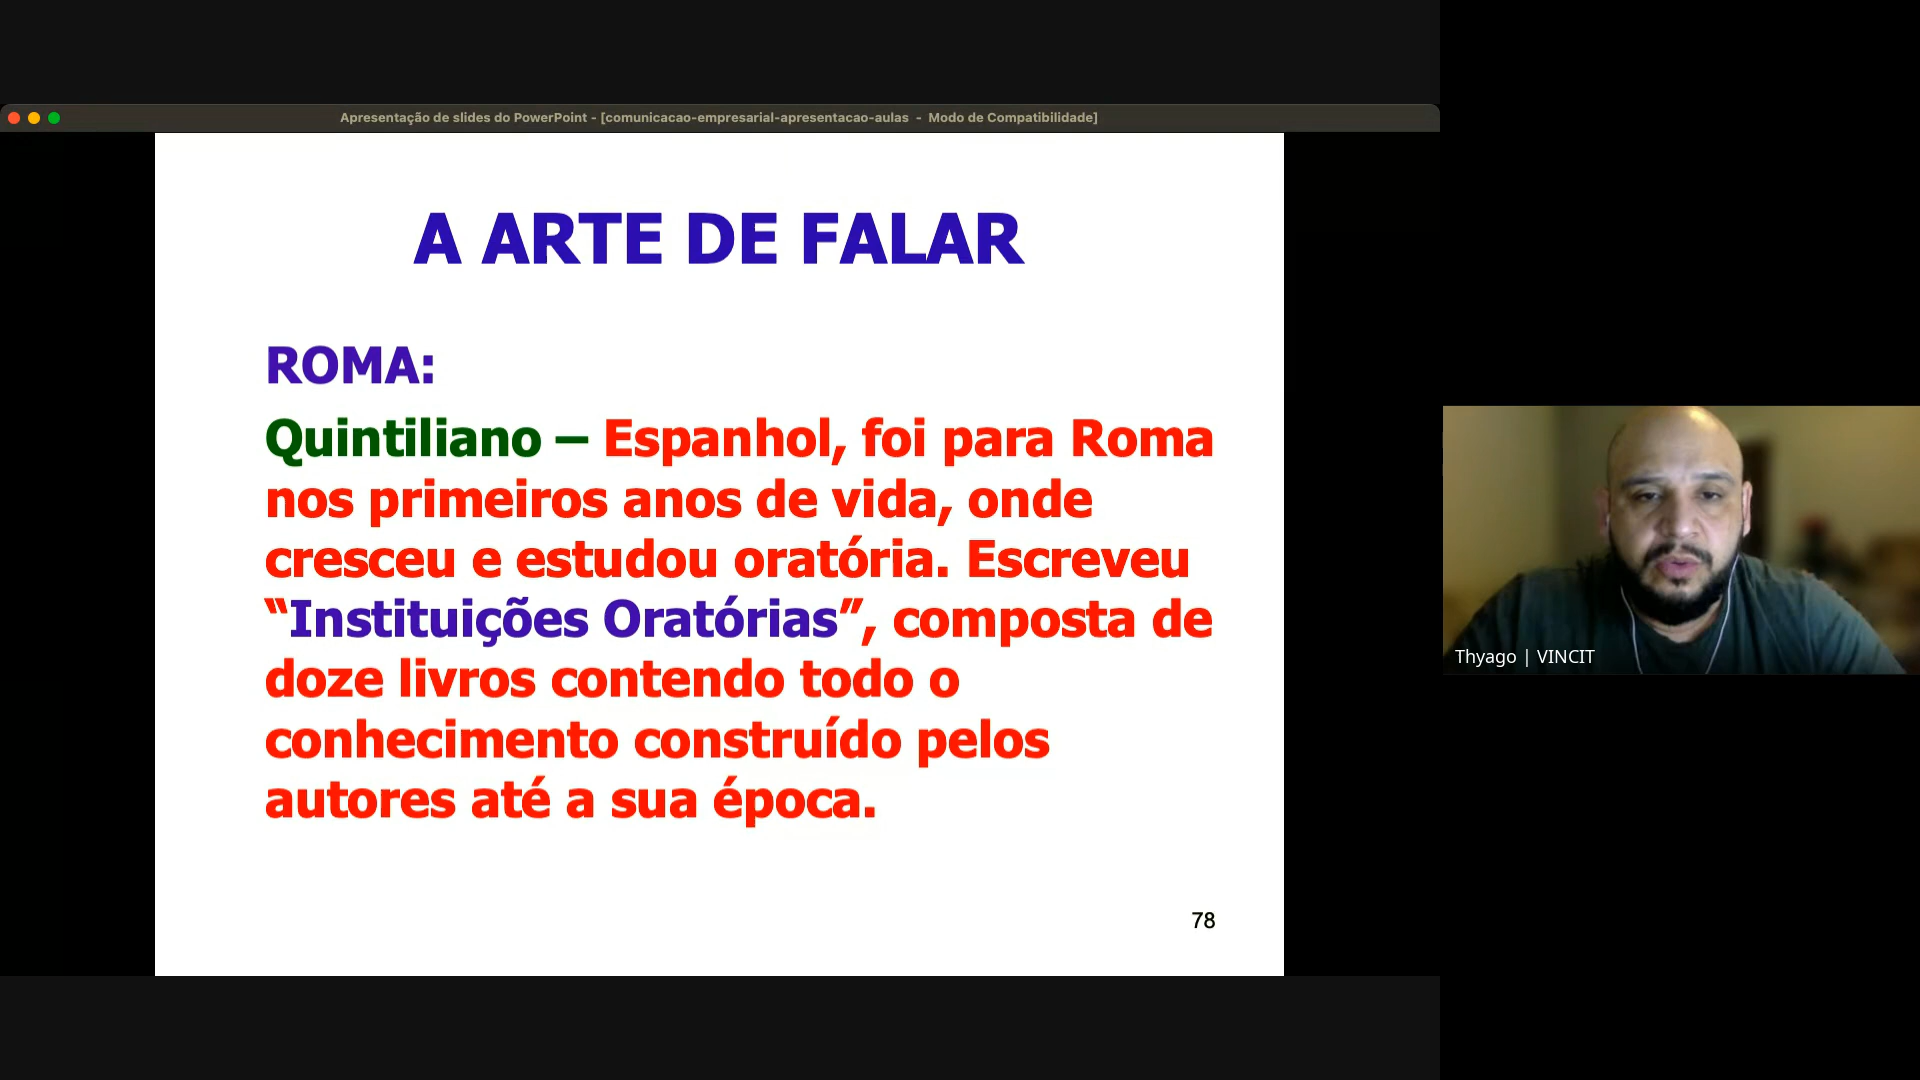 Apresentação de slides do PowerPoint - [comunicacao-empresarial-apresentacao-aulas - Modo de Compatibilidade]
A ARTE DE FALAR
ROMA:
Quintiliano – Espanhol, foi para Roma
nos primeiros anos de vida, onde
cresceu e estudou oratória. Escreveu
“Instituições Oratórias”, composta de
doze livros contendo todo o
conhecimento construído pelos
autores até a sua época.
78
Thyago | VINCIT